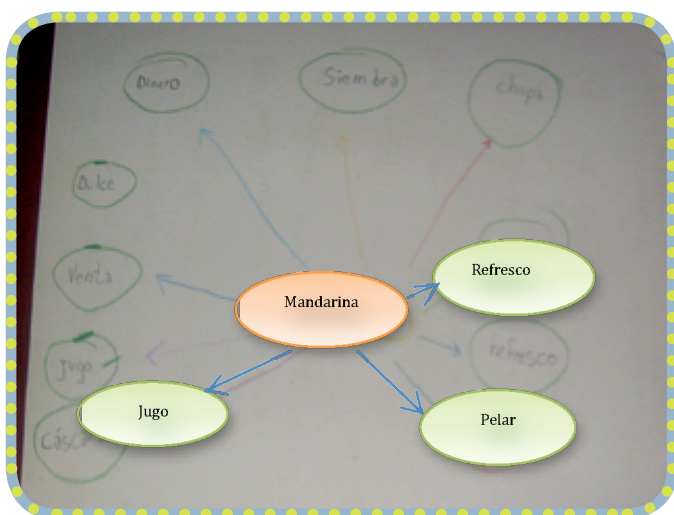 Dinero
Siembra
chapa
Dulce
Refresco
Venta
Mandarina
refresco
Jugo
Jugo
Pelar